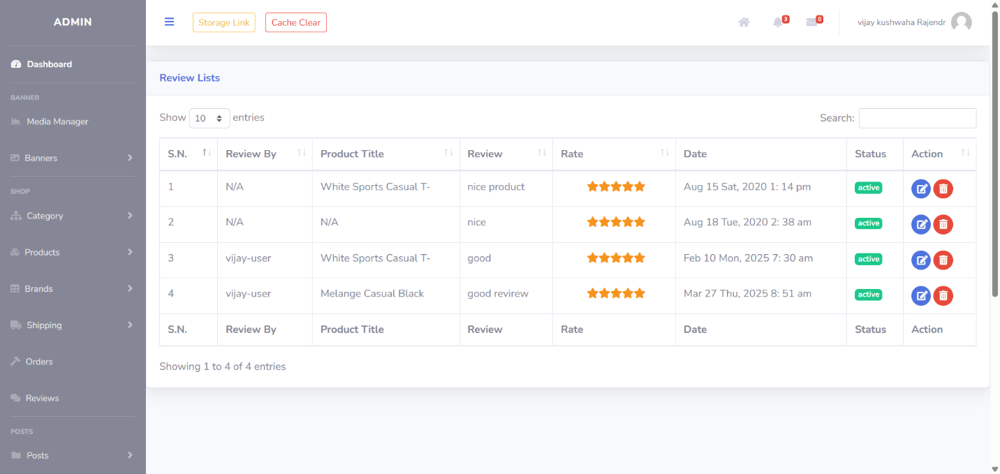 ADMIN
Storage Link
Cache Clear
3
0
vijay kushwaha Rajendr
Dashboard
BANNER
Media Manager
Banners
SHOP
Category
Products
Brands
Shipping
Orders
Reviews
POSTS
Posts
Review Lists
Show 10 entries
Search:
S.N. Review By Product Title Review Rate Date Status Action
1 N/A White Sports Casual T- nice product Aug 15 Sat, 2020 1: 14 pm active
2 N/A N/A nice Aug 18 Tue, 2020 2: 38 am active
3 vijay-user White Sports Casual T- good Feb 10 Mon, 2025 7: 30 am active
4 vijay-user Melange Casual Black good revirew Mar 27 Thu, 2025 8: 51 am active
S.N. Review By Product Title Review Rate Date Status Action
Showing 1 to 4 of 4 entries